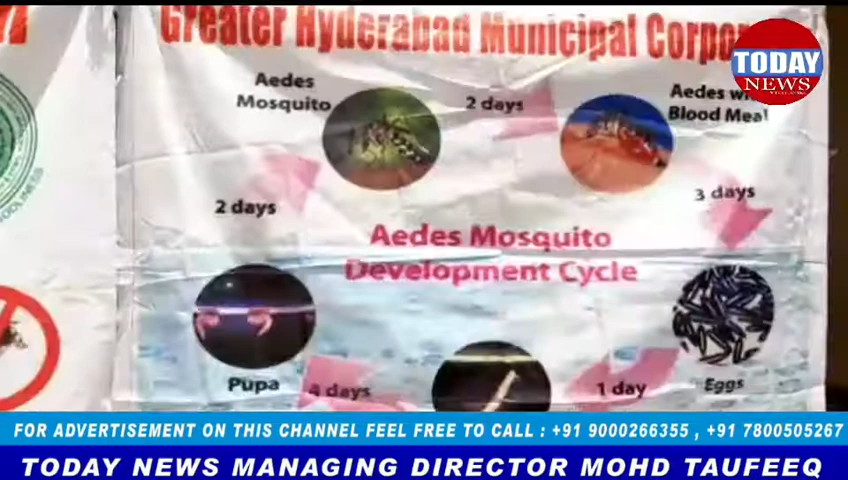 Greater Hyderabad Municipal
TODAY
NEWS
Aedes
Mosquito
2 days
Aedes
Blood Meal
2 days
3 days
Aedes Mosquito
Development Cycle
Pupa
4 days
1 day
Eggs
FOR ADVERTISEMENT ON THIS CHANNEL FEEL FREE TO CALL : +91 9000266355 , +91 7800505267
TODAY NEWS MANAGING DIRECTOR MOHD TAUFEEQ